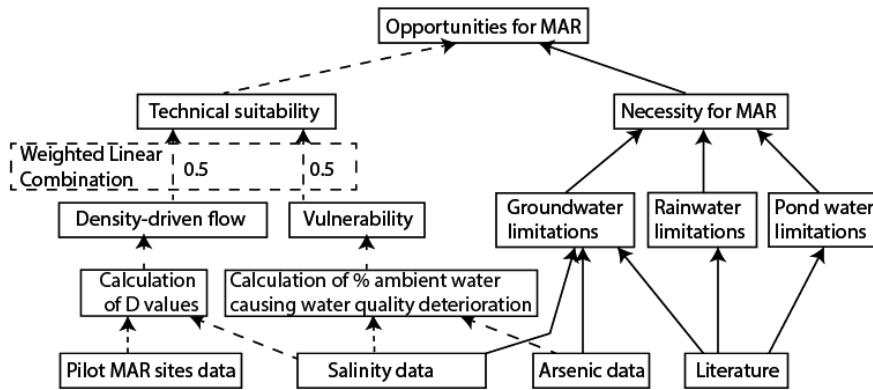 Opportunities for MAR
Technical suitability
Necessity for MAR
Weighted Linear
Combination
0.5
0.5
Density-driven flow
Vulnerability
Groundwater
limitations
Rainwater
limitations
Pond water
limitations
Calculation
of D values
Calculation of % ambient water
causing water quality deterioration
Pilot MAR sites data
Salinity data
Arsenic data
Literature